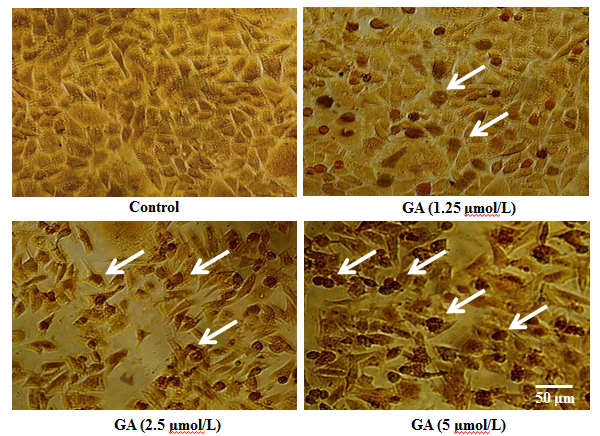 Control
GA (1.25 µmol/L)
50 µm
GA (2.5 µmol/L)
GA (5 µmol/L)